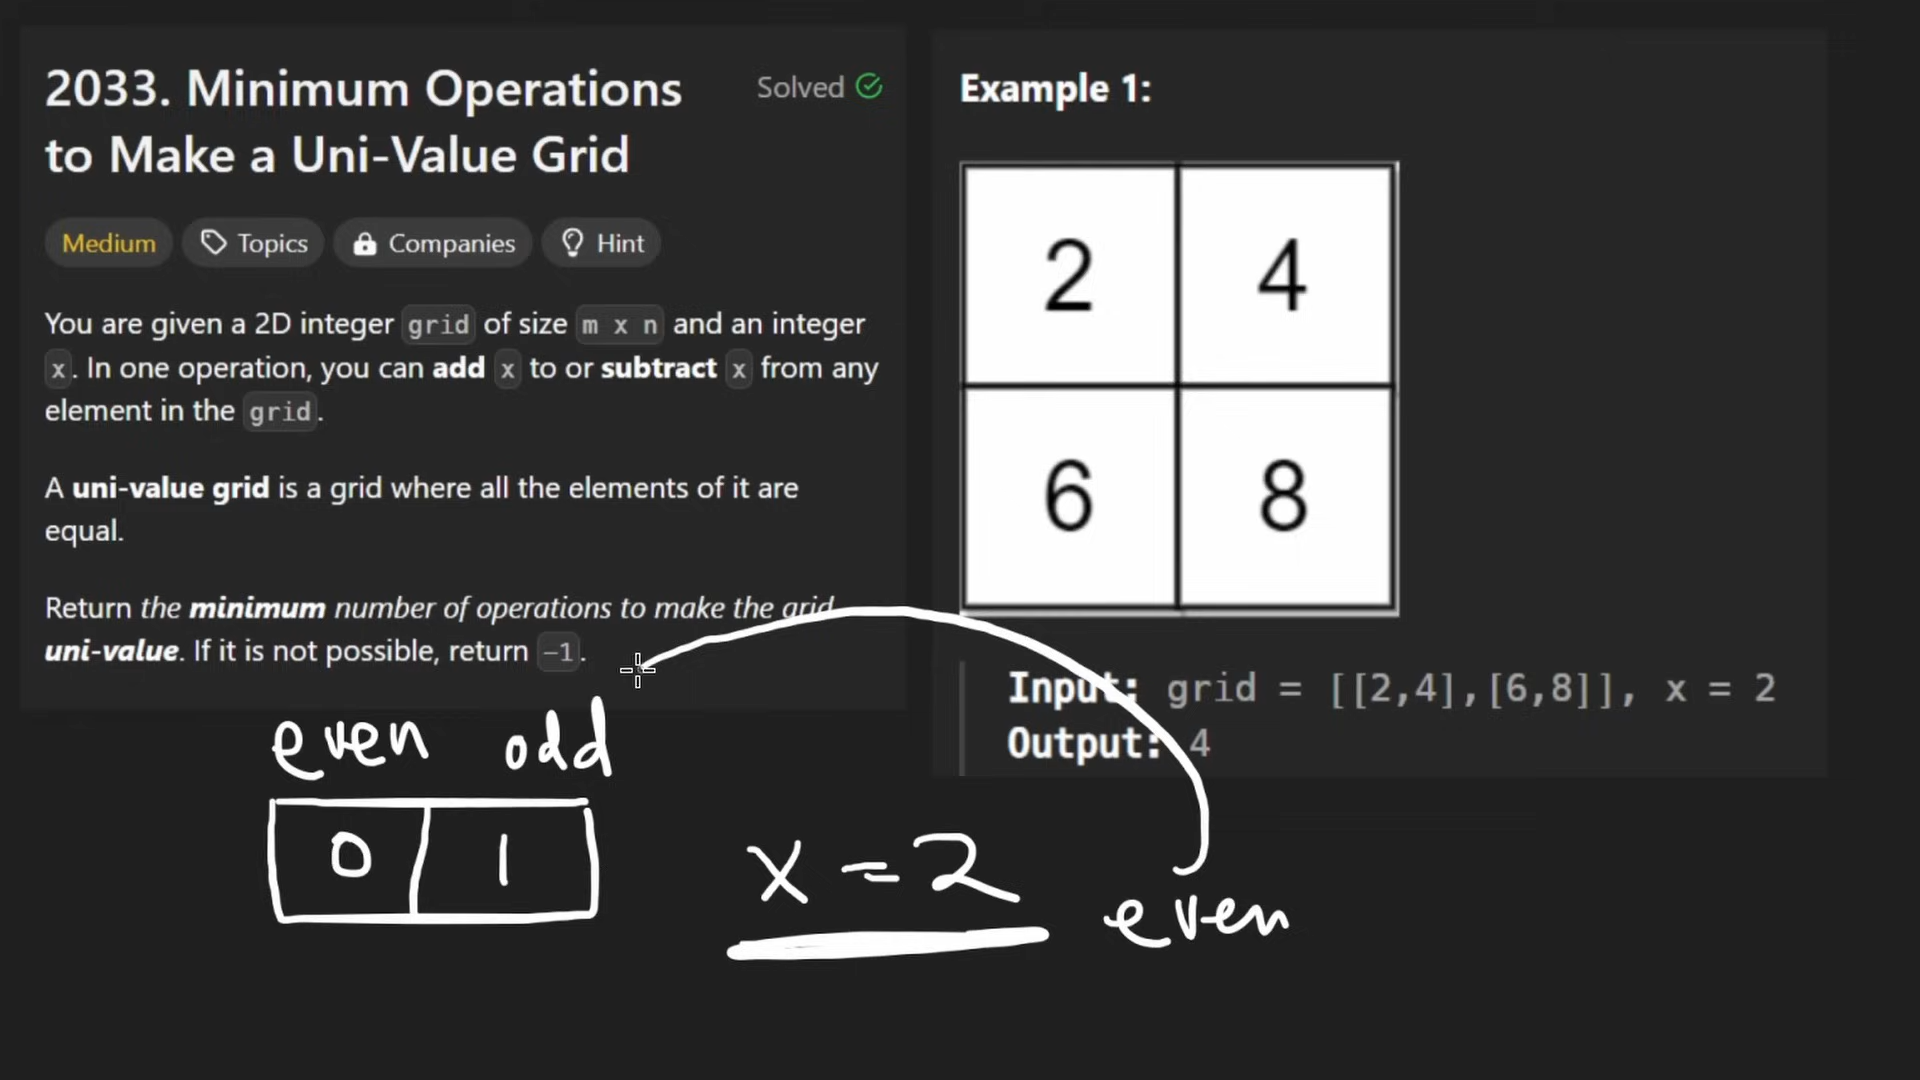 2033. Minimum Operations
to Make a Uni-Value Grid
Solved
Medium
Topics
Companies
Hint
You are given a 2D integer grid of size m x n and an integer
x. In one operation, you can add x to or subtract x from any
element in the grid.
A uni-value grid is a grid where all the elements of it are
equal.
Return the minimum number of operations to make the grid
uni-value. If it is not possible, return -1.
Example 1:
2 4
6 8
Input: grid = [[2,4],[6,8]], x = 2
Output: 4
even odd
0 1
x = 2
even